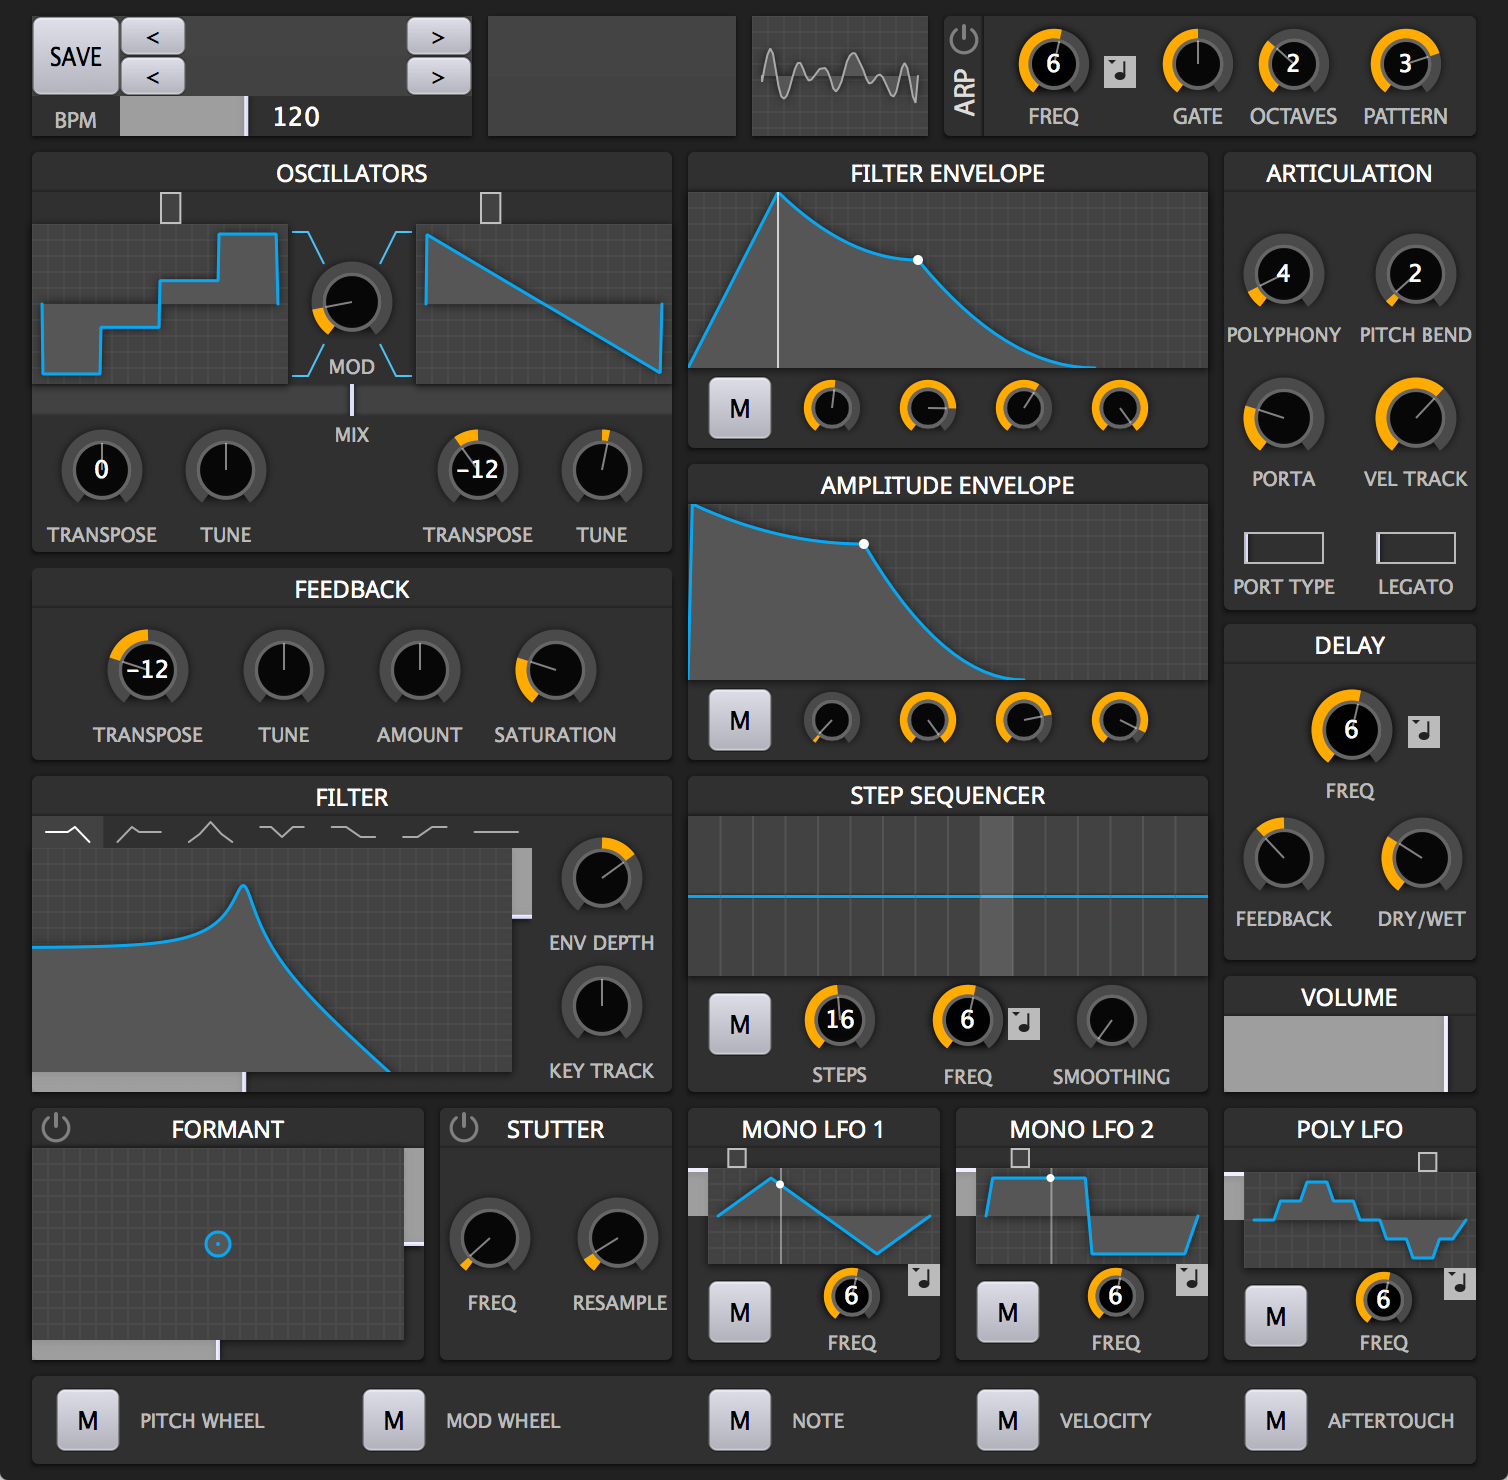 SAVE
<
>
<
>
BPM
120
ARP
6
2
3
FREQ
GATE
OCTAVES
PATTERN
OSCILLATORS
MOD
MIX
0
-12
TRANSPOSE
TUNE
TRANSPOSE
TUNE
FILTER ENVELOPE
M
ARTICULATION
4
2
POLYPHONY
PITCH BEND
PORTA
VEL TRACK
PORT TYPE
LEGATO
AMPLITUDE ENVELOPE
M
FEEDBACK
-12
TRANSPOSE
TUNE
AMOUNT
SATURATION
DELAY
6
FREQ
FEEDBACK
DRY/WET
FILTER
ENV DEPTH
KEY TRACK
STEP SEQUENCER
M
16
6
STEPS
FREQ
SMOOTHING
VOLUME
FORMANT
STUTTER
FREQ
RESAMPLE
MONO LFO 1
M
6
FREQ
MONO LFO 2
M
6
FREQ
POLY LFO
M
6
FREQ
M
PITCH WHEEL
M
MOD WHEEL
M
NOTE
M
VELOCITY
M
AFTERTOUCH